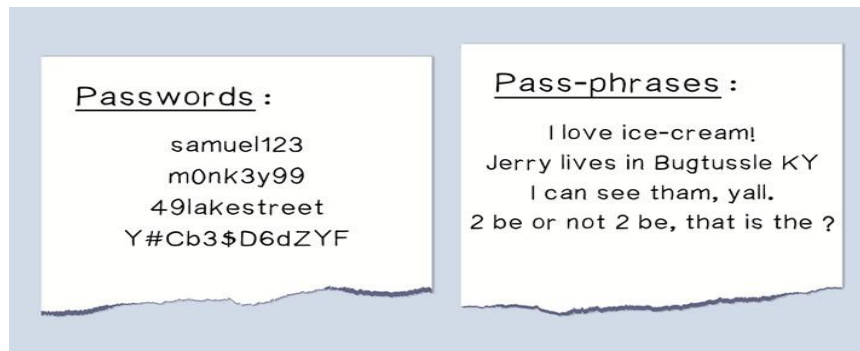 Passwords:
samuel123
m0nk3y99
49lakestreet
Y#Cb3$D6dZYF
Pass-phrases:
I love ice-cream!
Jerry lives in Bugtussle KY
I can see tham, yall.
2 be or not 2 be, that is the ?